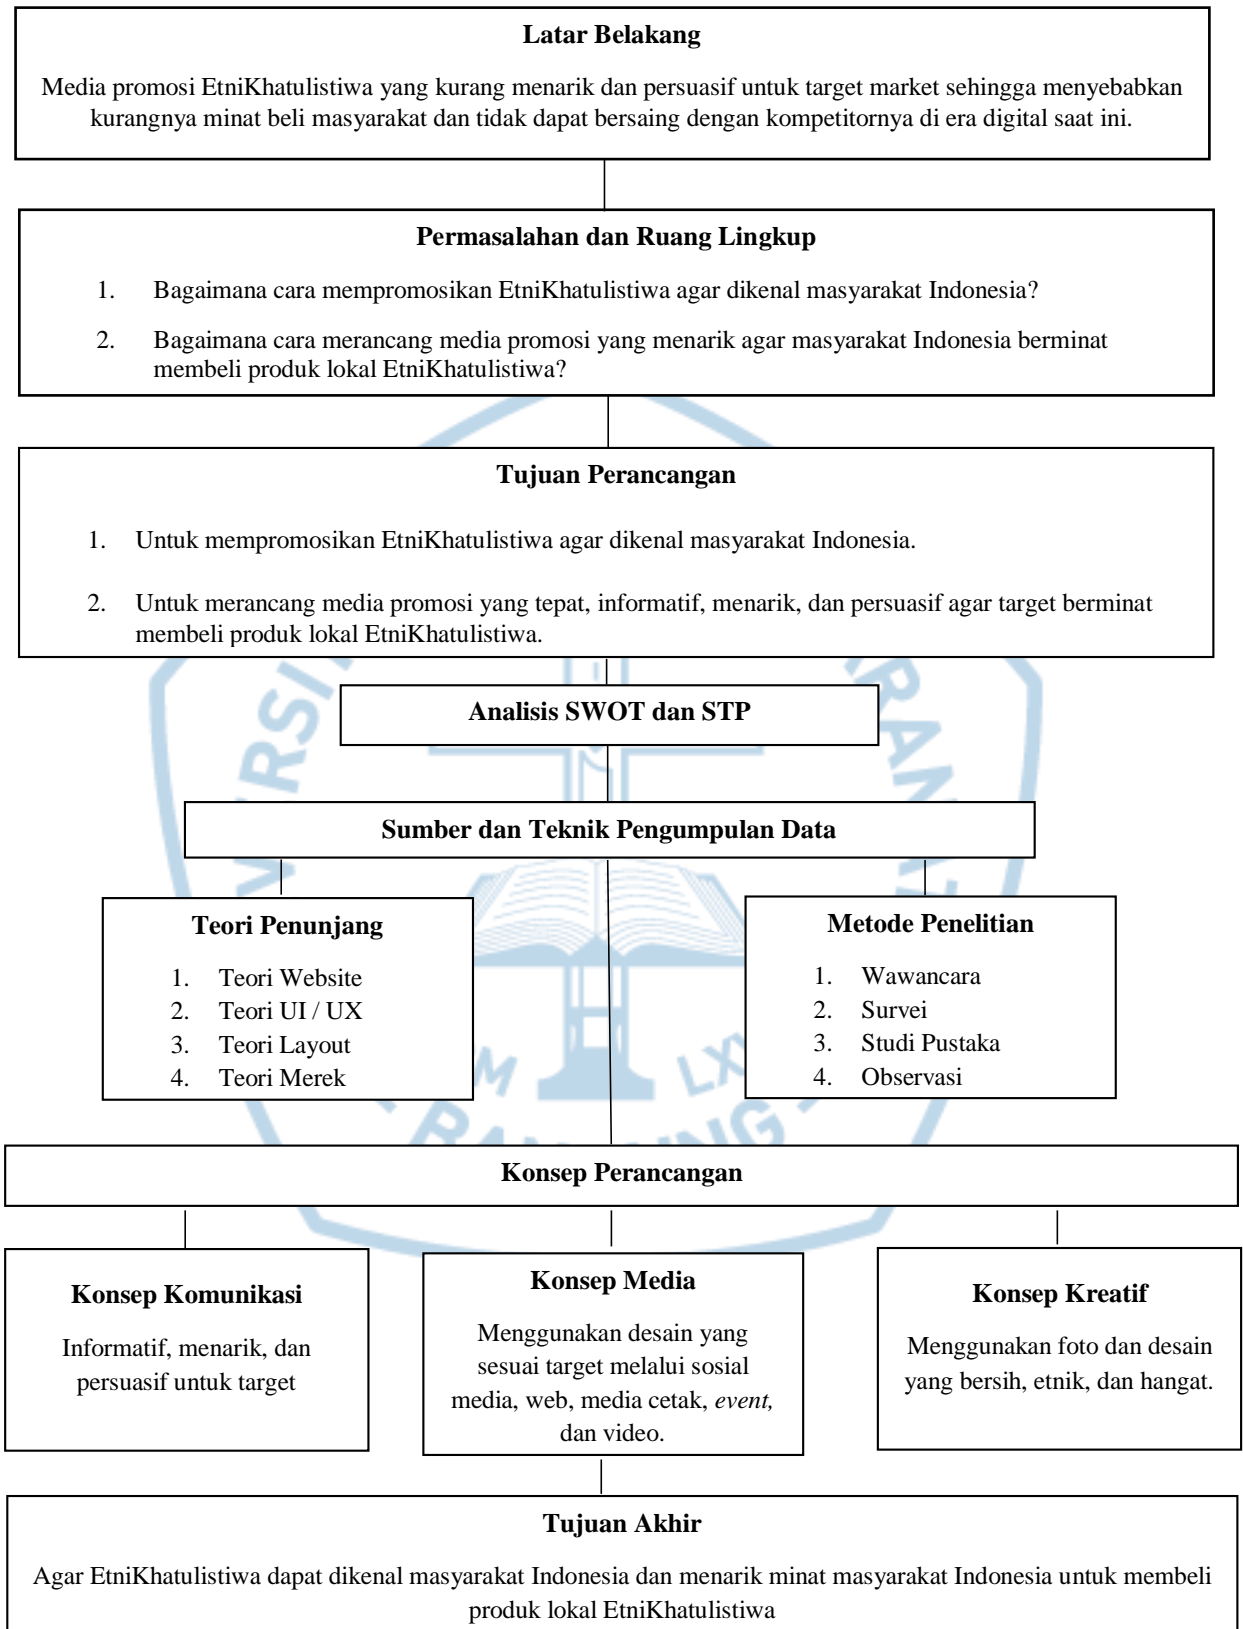 Latar Belakang
Media promosi EtniKhatulistiwa yang kurang menarik dan persuasif untuk target market sehingga menyebabkan
kurangnya minat beli masyarakat dan tidak dapat bersaing dengan kompetitornya di era digital saat ini.
Permasalahan dan Ruang Lingkup
1. Bagaimana cara mempromosikan EtniKhatulistiwa agar dikenal masyarakat Indonesia?
2. Bagaimana cara merancang media promosi yang menarik agar masyarakat Indonesia berminat
membeli produk lokal EtniKhatulistiwa?
Tujuan Perancangan
1. Untuk mempromosikan EtniKhatulistiwa agar dikenal masyarakat Indonesia.
2. Untuk merancang media promosi yang tepat, informatif, menarik, dan persuasif agar target berminat
membeli produk lokal EtniKhatulistiwa.
Analisis SWOT dan STP
Sumber dan Teknik Pengumpulan Data
Teori Penunjang
1. Teori Website
2. Teori UI / UX
3. Teori Layout
4. Teori Merek
Metode Penelitian
1. Wawancara
2. Survei
3. Studi Pustaka
4. Observasi
Konsep Perancangan
Konsep Komunikasi
Informatif, menarik, dan
persuasif untuk target
Konsep Media
Menggunakan desain yang
sesuai target melalui sosial
media, web, media cetak, event,
dan video.
Konsep Kreatif
Menggunakan foto dan desain
yang bersih, etnik, dan hangat.
Tujuan Akhir
Agar EtniKhatulistiwa dapat dikenal masyarakat Indonesia dan menarik minat masyarakat Indonesia untuk membeli
produk lokal EtniKhatulistiwa